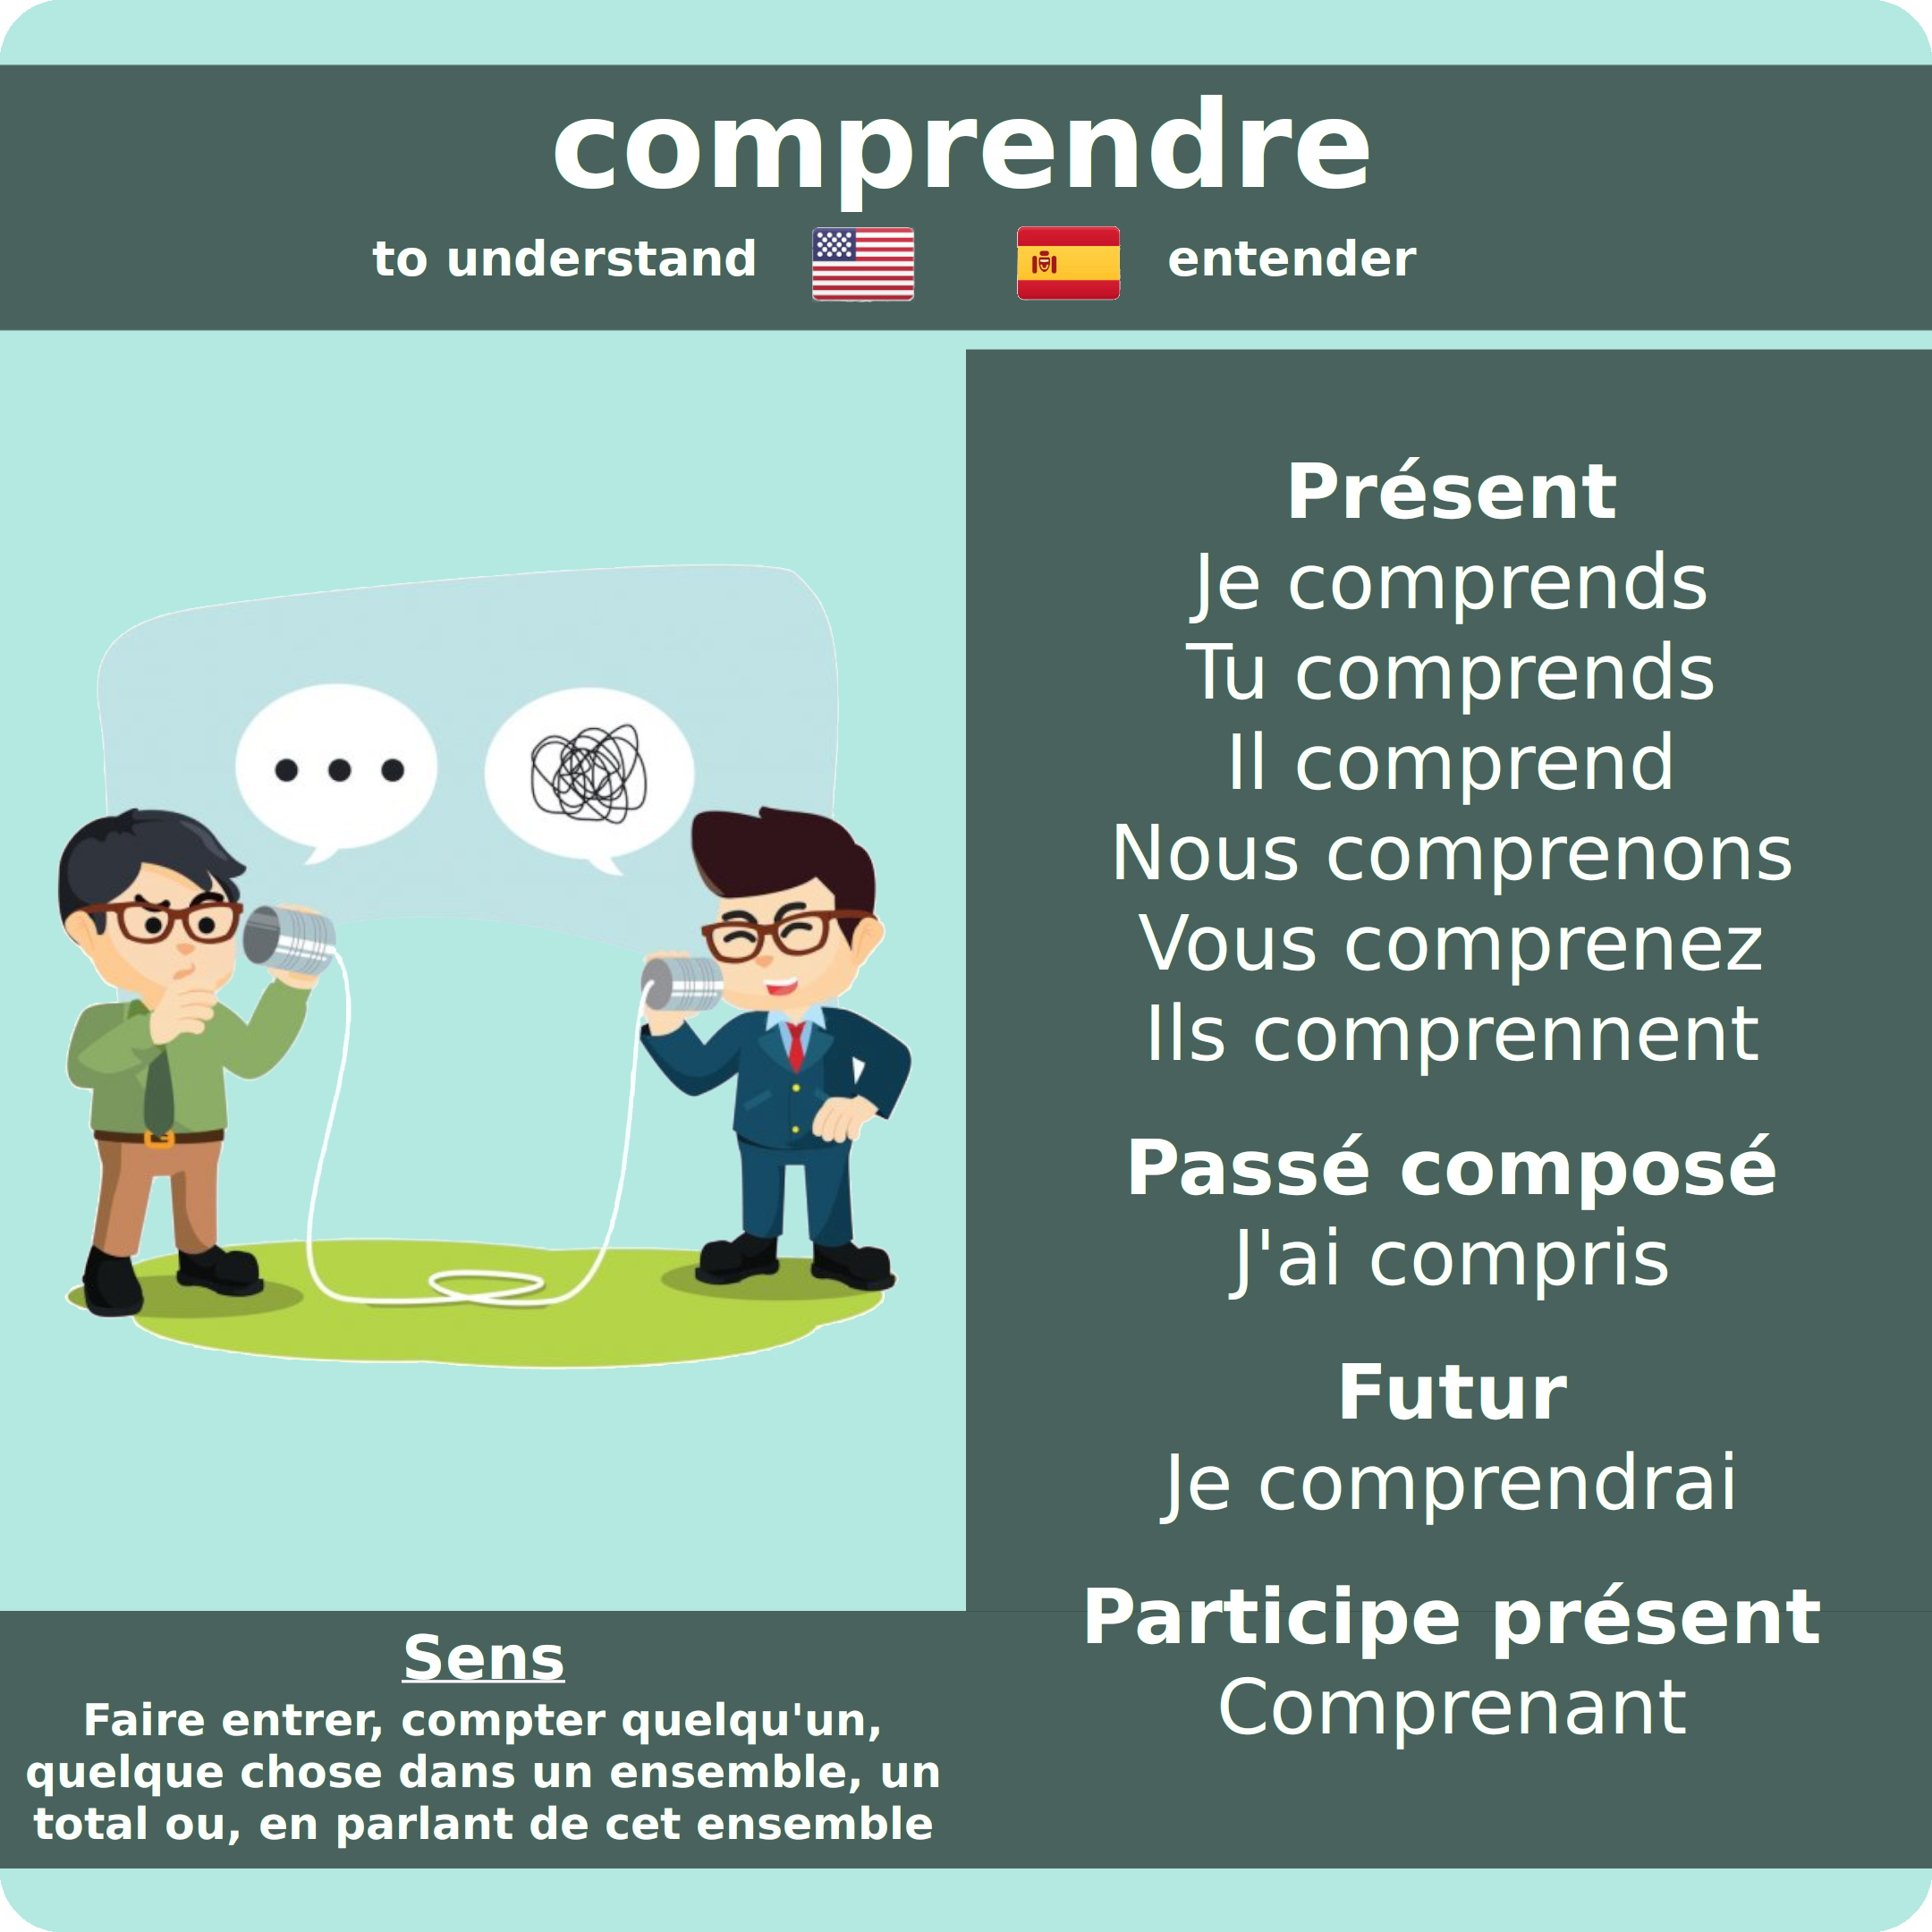 comprendre
to understand
entender
Présent
Je comprends
Tu comprends
Il comprend
Nous comprenons
Vous comprenez
Ils comprennent
Passé composé
J'ai compris
Futur
Je comprendrai
Participe présent
Comprenant
Sens
Faire entrer, compter quelqu'un,
quelque chose dans un ensemble, un
total ou, en parlant de cet ensemble